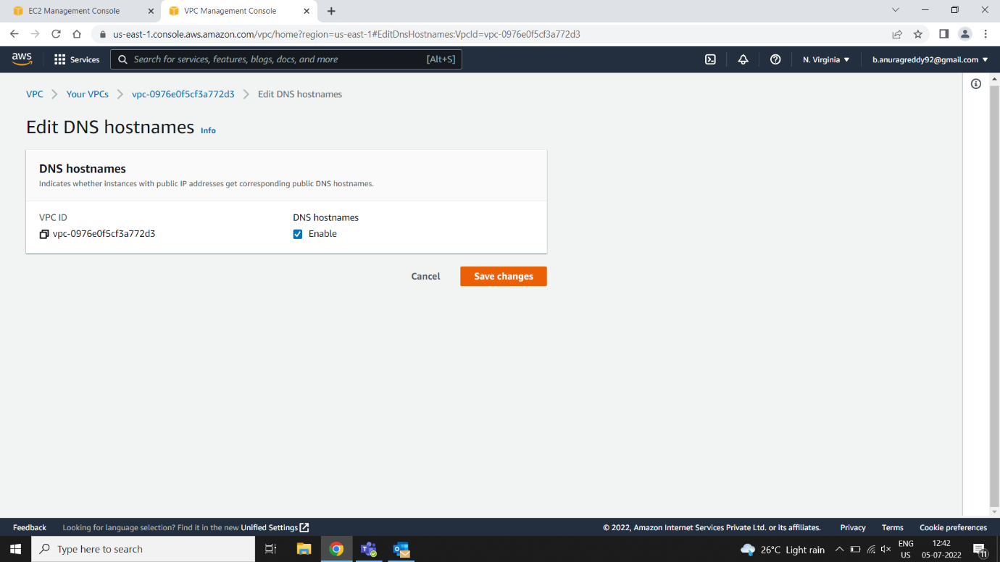 EC2 Management Console
VPC Management Console
us-east-1.console.aws.amazon.com/vpc/home?region=us-east-1#EditDnsHostnames:VpcId=vpc-0976e0f5cf3a772d3
aws
Services
Search for services, features, blogs, docs, and more
[Alt+S]
N. Virginia
b.anuragreddy92@gmail.com
VPC
Your VPCs
vpc-0976e0f5cf3a772d3
Edit DNS hostnames
Edit DNS hostnames Info
DNS hostnames
Indicates whether instances with public IP addresses get corresponding public DNS hostnames.
VPC ID
vpc-0976e0f5cf3a772d3
DNS hostnames
Enable
Cancel
Save changes
Feedback
Looking for language selection? Find it in the new Unified Settings
© 2022, Amazon Internet Services Private Ltd. or its affiliates.
Privacy
Terms
Cookie preferences
Type here to search
26°C Light rain
ENG
US
12:42
05-07-2022
11